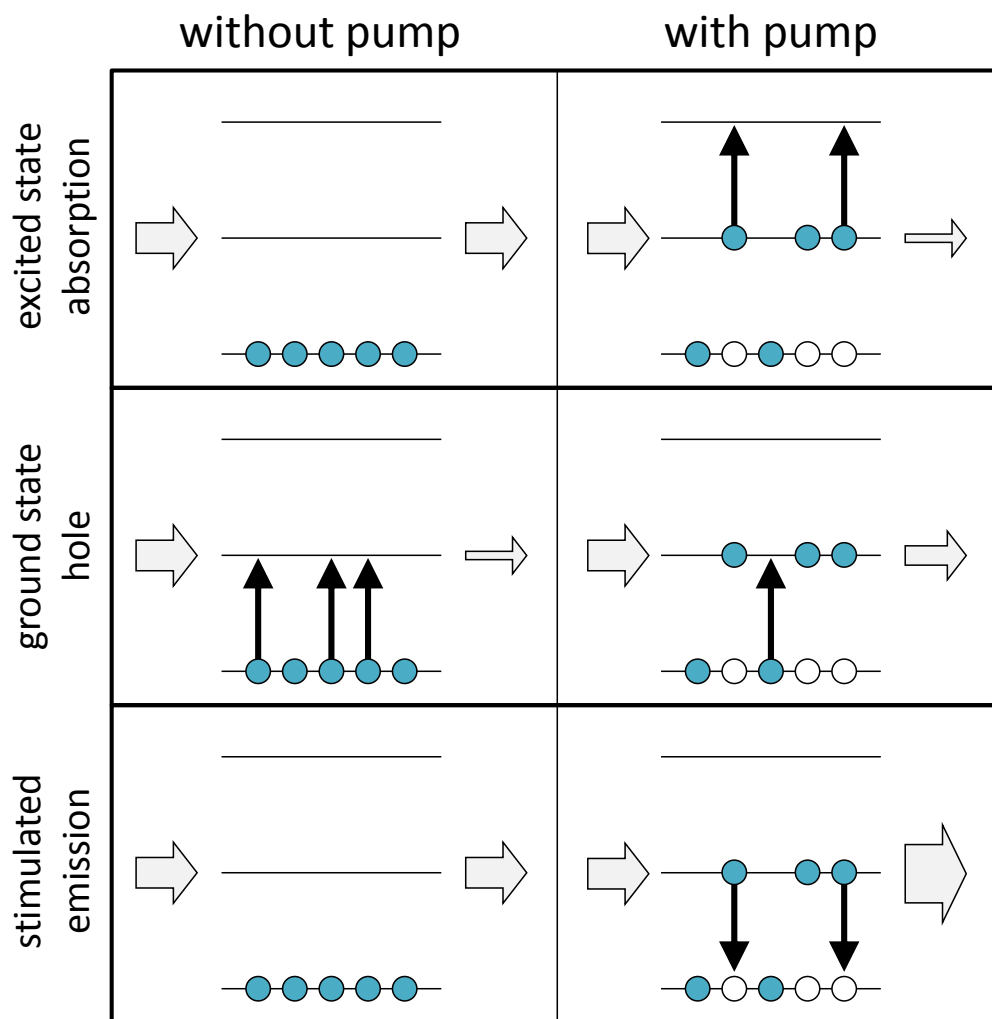 without pump
with pump
excited state
absorption
ground state
hole
stimulated
emission